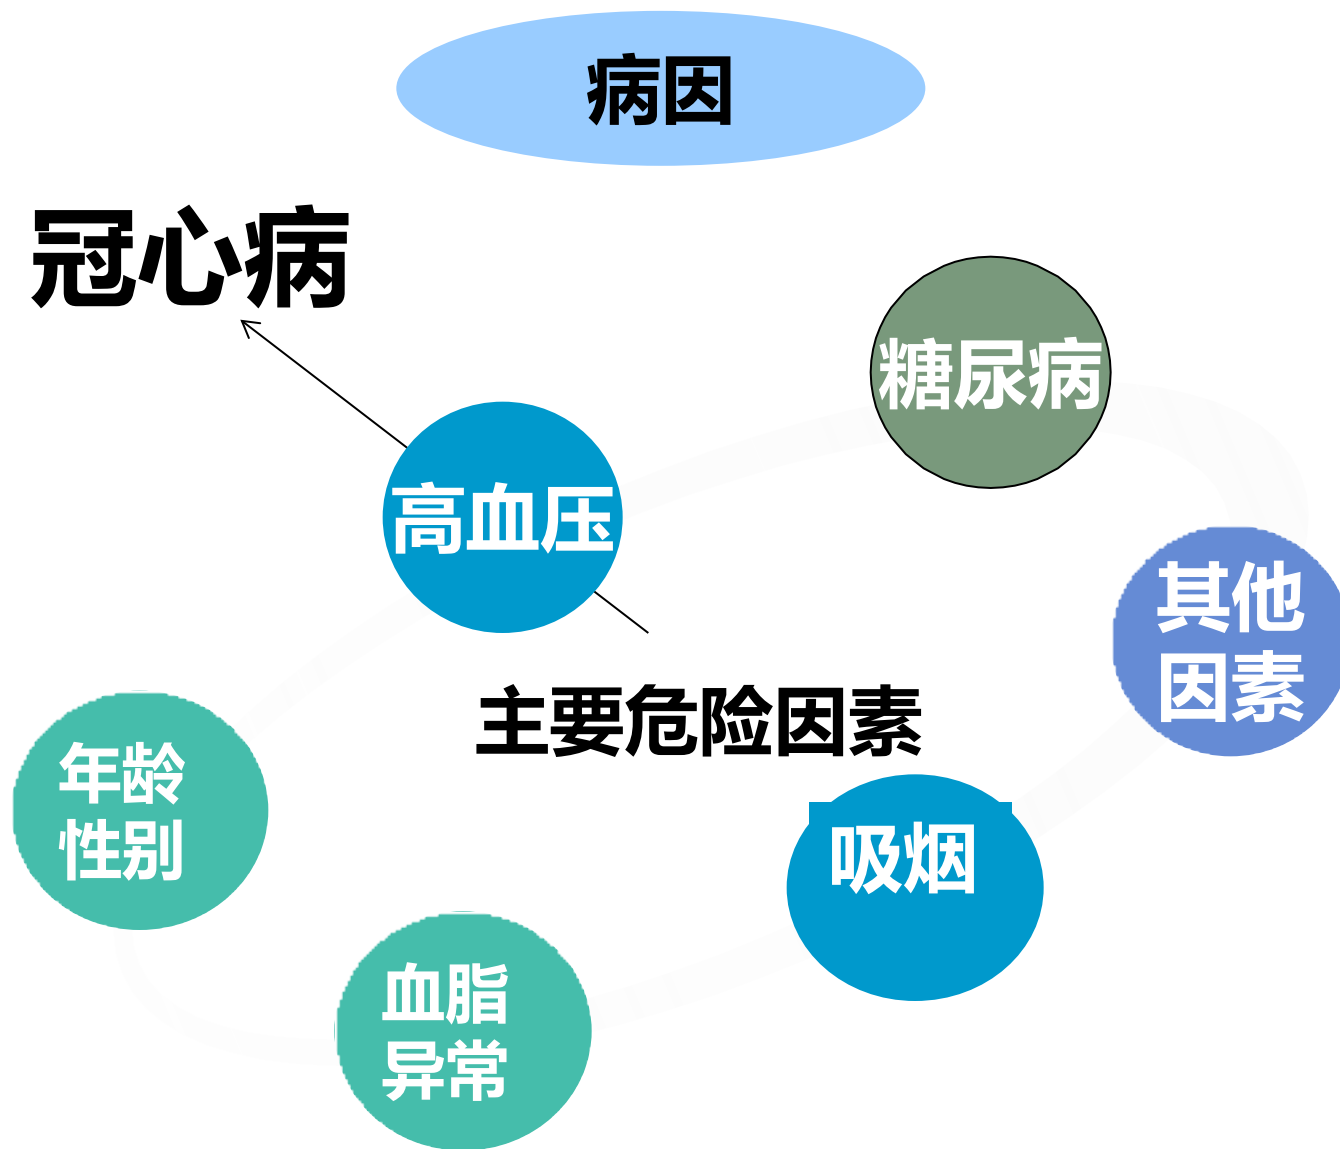 病因
冠心病
糖尿病
高血压
其他
因素
主要危险因素
年龄
性别
吸烟
血脂
异常